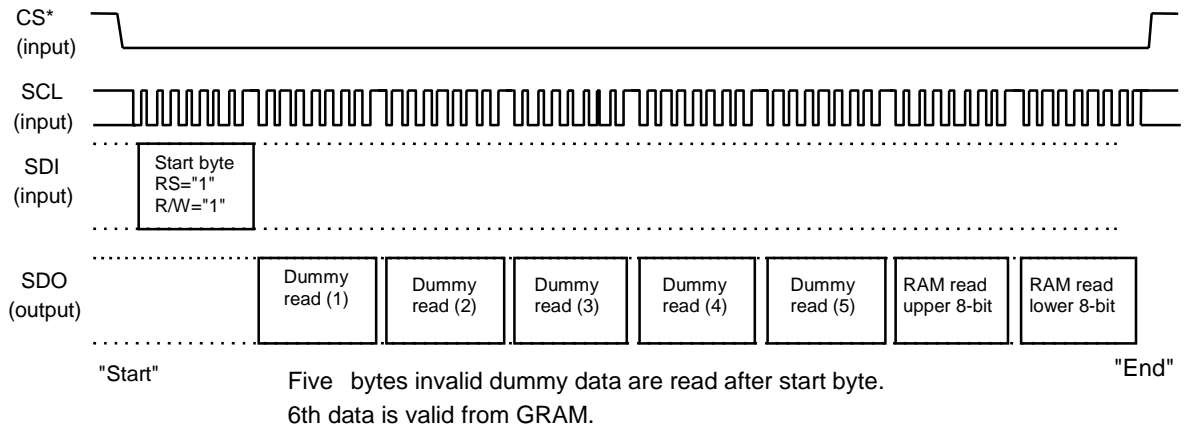 CS*
(input)
SCL
(input)
SDI
(input)
Start byte
RS="1"
R/W="1"
SDO
(output)
Dummy
read (1)
Dummy
read (2)
Dummy
read (3)
Dummy
read (4)
Dummy
read (5)
RAM read
upper 8-bit
RAM read
lower 8-bit
"Start"
"End"
Five bytes invalid dummy data are read after start byte.
6th data is valid from GRAM.